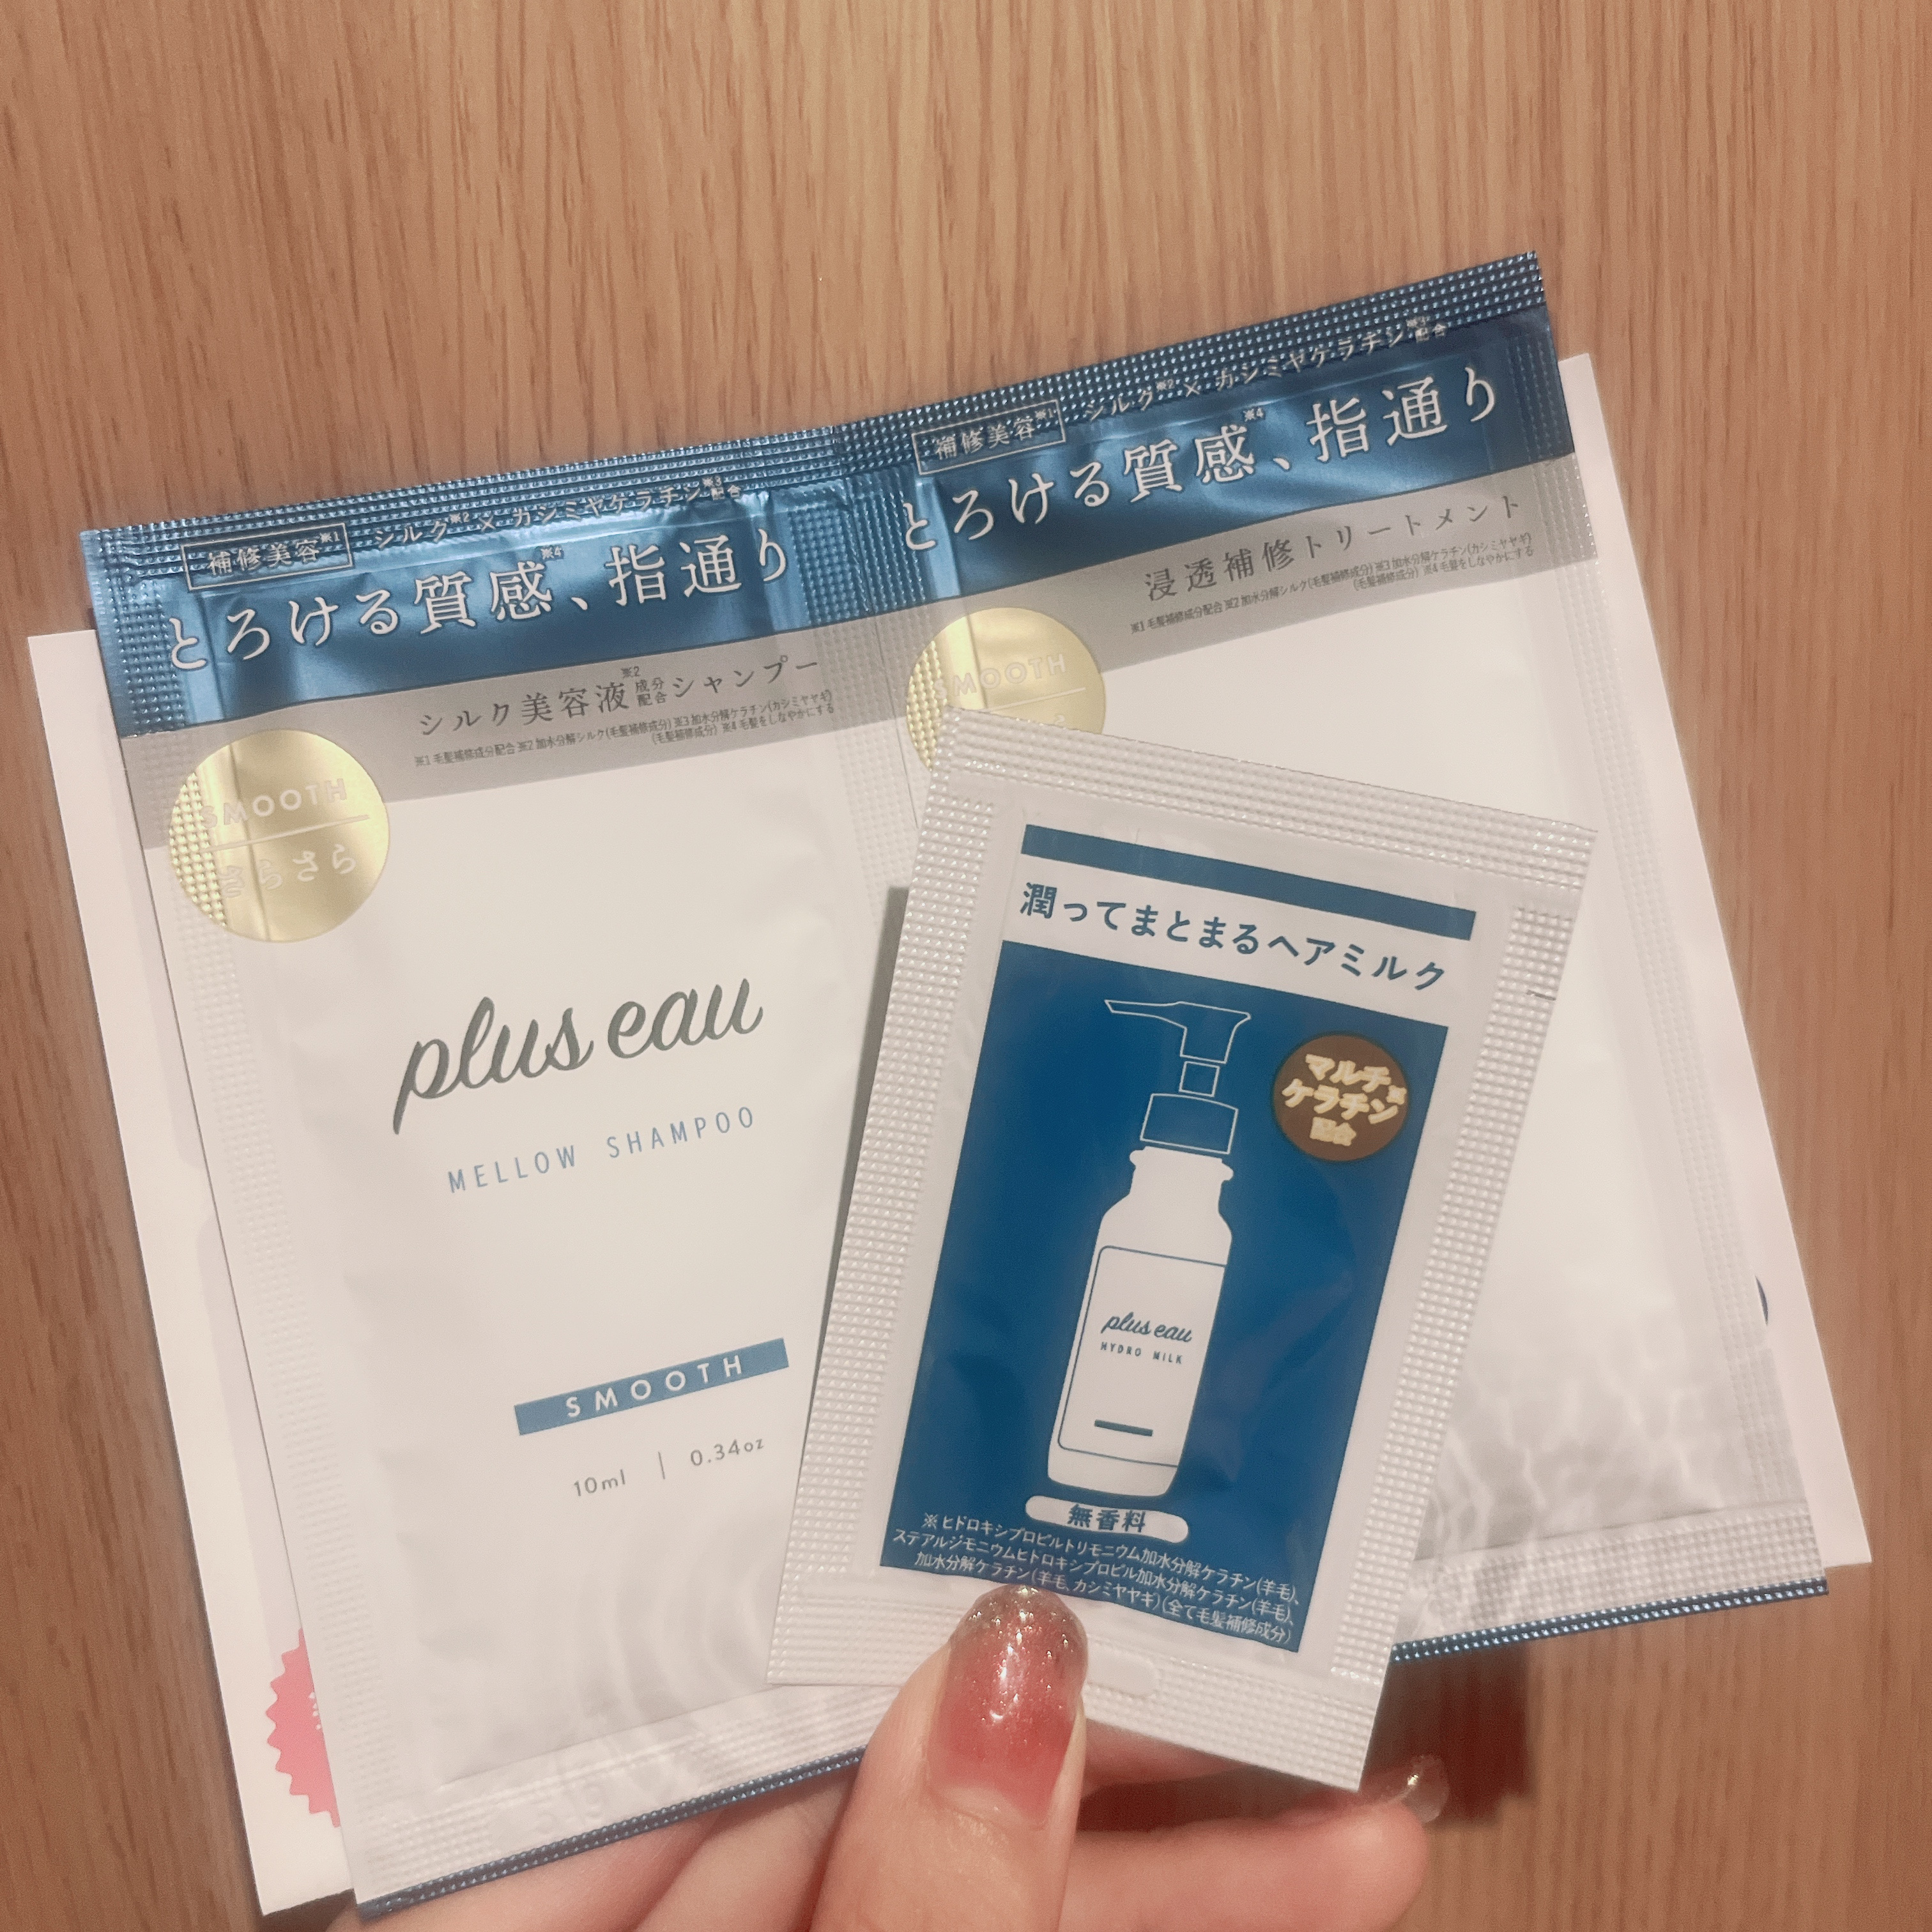 補修美容※1 シルク※2×カシミヤケラチン※3配合
とろける質感※4、指通り
シルク美容液※2成分配合シャンプー
※1 毛髪補修成分配合 ※2 加水分解シルク(毛髪補修成分) ※3 加水分解ケラチン(カシミヤヤギ)
(毛髪補修成分) ※4 毛髪をしなやかにする
SMOOTH
さらさら
plus eau
MELLOW SHAMPOO
SMOOTH
10ml | 0.34oz
補修美容※1 シルク※2×カシミヤケラチン※3配合
とろける質感※4、指通り
浸透補修トリートメント
※1 毛髪補修成分配合 ※2 加水分解シルク(毛髪補修成分) ※3 加水分解ケラチン(カシミヤヤギ)
(毛髪補修成分) ※4 毛髪をしなやかにする
SMOOTH
潤ってまとまるヘアミルク
マルチ※
ケラチン
配合
plus eau
HYDRO MILK
無香料
※ヒドロキシプロピルトリモニウム加水分解ケラチン(羊毛)、
ステアルジモニウムヒドロキシプロピル加水分解ケラチン(羊毛)、
加水分解ケラチン(羊毛、カシミヤヤギ)(全て毛髪補修成分)